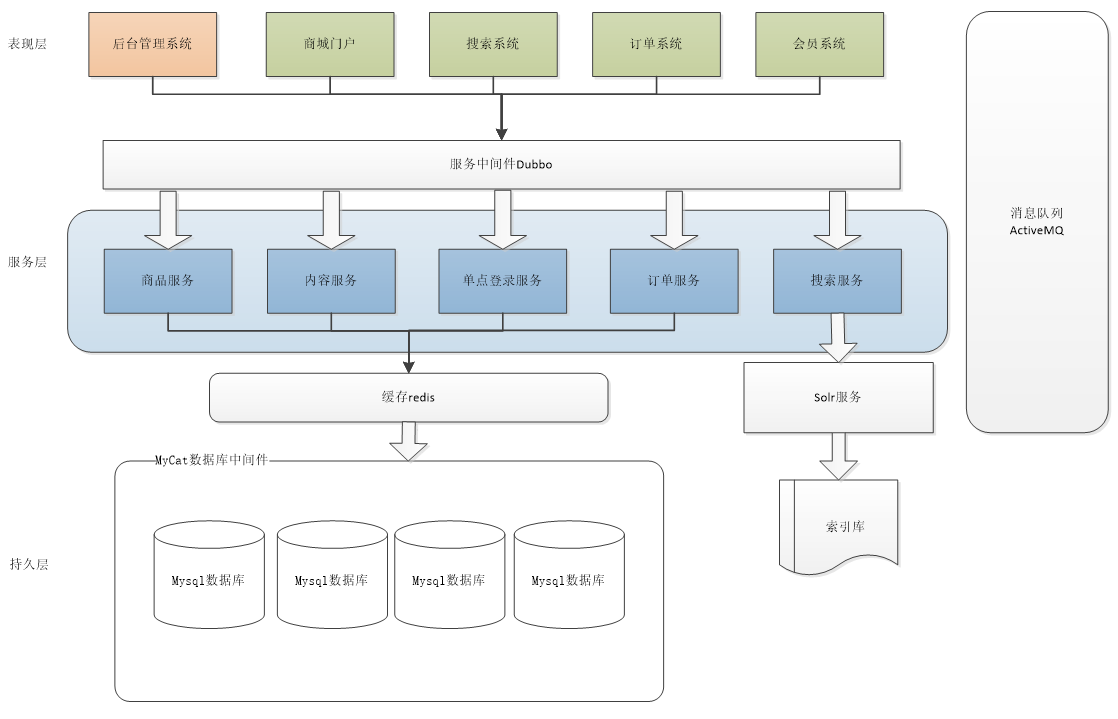 表现层
后台管理系统
商城门户
搜索系统
订单系统
会员系统
服务中间件Dubbo
消息队列
ActiveMQ
服务层
商品服务
内容服务
单点登录服务
订单服务
搜索服务
缓存redis
Solr服务
MyCat数据库中间件
索引库
持久层
Mysql数据库
Mysql数据库
Mysql数据库
Mysql数据库